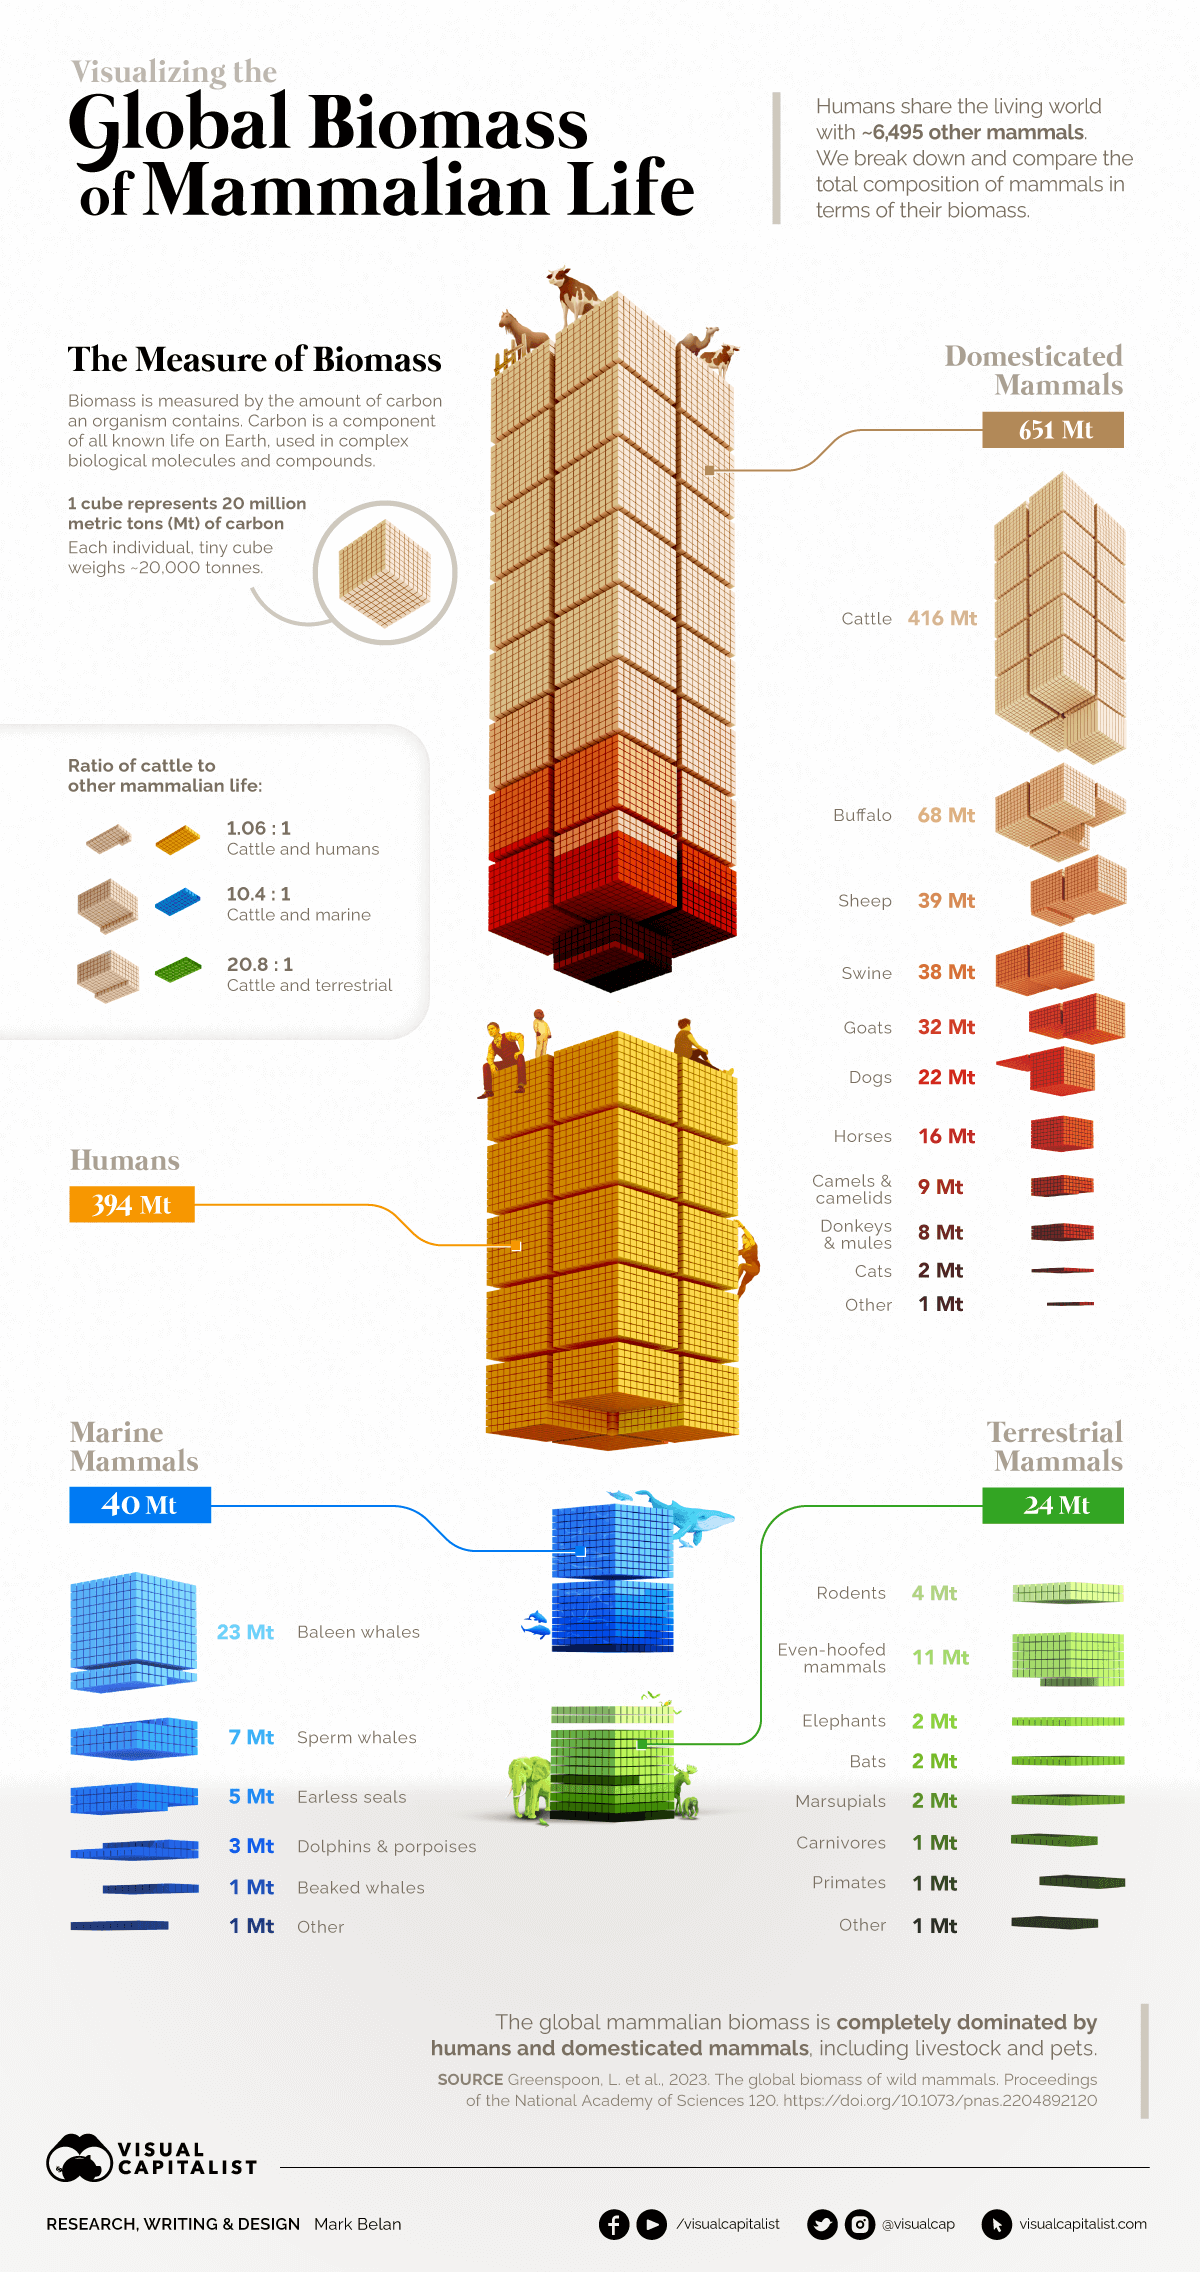 Visualizing the
Global Biomass
of Mammalian Life
Humans share the living world
with ~6,495 other mammals.
We break down and compare the
total composition of mammals in
terms of their biomass.
The Measure of Biomass
Biomass is measured by the amount of carbon
an organism contains. Carbon is a component
of all known life on Earth, used in complex
biological molecules and compounds.
1 cube represents 20 million
metric tons (Mt) of carbon
Each individual, tiny cube
weighs ~20,000 tonnes.
Ratio of cattle to
other mammalian life:
1.06 : 1
Cattle and humans
10.4 : 1
Cattle and marine
20.8 : 1
Cattle and terrestrial
Domesticated
Mammals
651 Mt
Cattle 416 Mt
Buffalo 68 Mt
Sheep 39 Mt
Swine 38 Mt
Goats 32 Mt
Dogs 22 Mt
Horses 16 Mt
Camels &
camelids 9 Mt
Donkeys
& mules 8 Mt
Cats 2 Mt
Other 1 Mt
Humans
394 Mt
Marine
Mammals
40 Mt
23 Mt Baleen whales
7 Mt Sperm whales
5 Mt Earless seals
3 Mt Dolphins & porpoises
1 Mt Beaked whales
1 Mt Other
Terrestrial
Mammals
24 Mt
Rodents 4 Mt
Even-hoofed
mammals 11 Mt
Elephants 2 Mt
Bats 2 Mt
Marsupials 2 Mt
Carnivores 1 Mt
Primates 1 Mt
Other 1 Mt
The global mammalian biomass is completely dominated by
humans and domesticated mammals, including livestock and pets.
SOURCE Greenspoon, L. et al., 2023. The global biomass of wild mammals. Proceedings
of the National Academy of Sciences 120. https://doi.org/10.1073/pnas.2204892120
VISUAL
CAPITALIST
RESEARCH, WRITING & DESIGN Mark Belan
/visualcapitalist
@visualcap
visualcapitalist.com